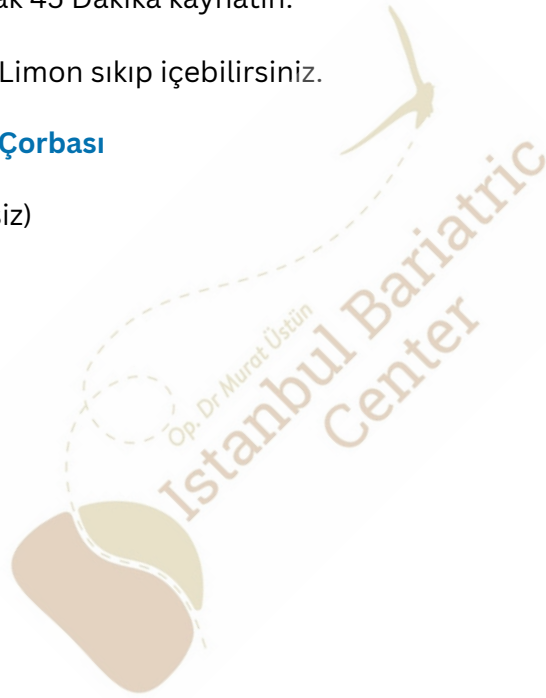 45 Dakika kaynatın.
Limon sıkıp içebilirsiniz.
Çorbası
Op. Dr Murat Üstün
Istanbul Bariatric
Center